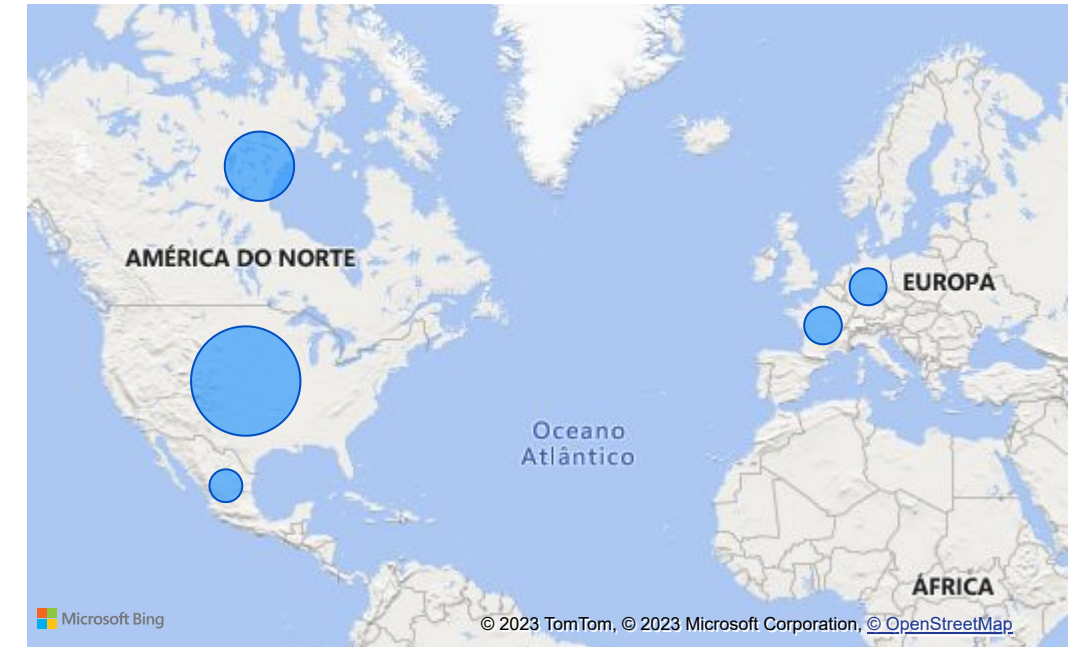 AMÉRICA DO NORTE
EUROPA
Oceano
Atlântico
ÁFRICA
Microsoft Bing
© 2023 TomTom, © 2023 Microsoft Corporation, © OpenStreetMap